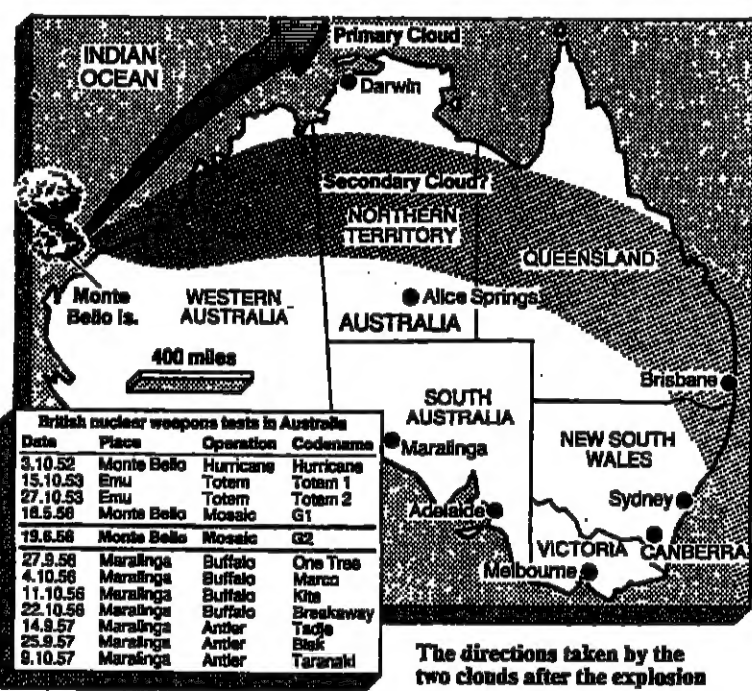 Primary Cloud
INDIAN
OCEAN
Darwin
Secondary Cloud?
NORTHERN
TERRITORY
QUEENSLAND
Monte
Bello Is.
WESTERN
AUSTRALIA
Alice Springs
AUSTRALIA
400 miles
Brisbane
SOUTH
AUSTRALIA
Maralinga
NEW SOUTH
WALES
Sydney
Adelaide
VICTORIA
CANBERRA
Melbourne
British nuclear weapons tests in Australia
Date Place Operation Codename
3.10.52 Monte Bello Hurricane Hurricane
15.10.53 Emu Totem Totem 1
27.10.53 Emu Totem Totem 2
16.5.56 Monte Bello Mosaic G1
19.6.56 Monte Bello Mosaic G2
27.9.56 Maralinga Buffalo One Tree
4.10.56 Maralinga Buffalo Marco
11.10.56 Maralinga Buffalo Kite
22.10.56 Maralinga Buffalo Breakaway
14.9.57 Maralinga Antler Tadje
25.9.57 Maralinga Antler
9.10.57 Maralinga Antler Taranaki
The directions taken by the
two clouds after the explosion